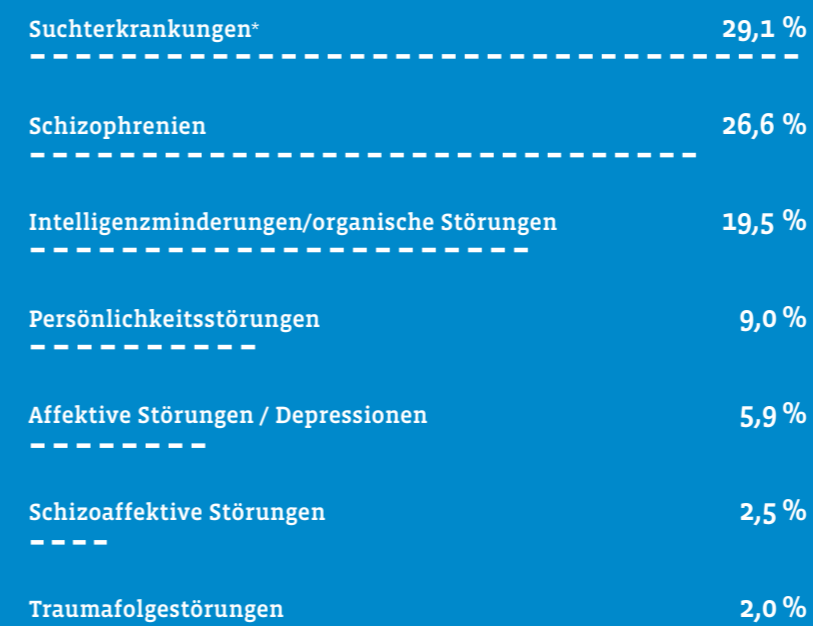 Suchterkrankungen* 29,1 %
Schizophrenien 26,6 %
Intelligenzminderungen/organische Störungen 19,5 %
Persönlichkeitsstörungen 9,0 %
Affektive Störungen / Depressionen 5,9 %
Schizoaffektive Störungen 2,5 %
Traumafolgestörungen 2,0 %